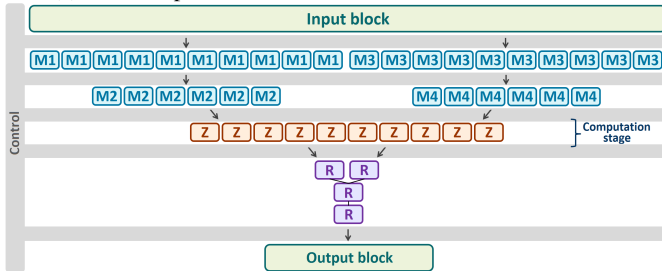 Input block
M1 M1 M1 M1 M1 M1 M1 M1 M1 M1 M3 M3 M3 M3 M3 M3 M3 M3 M3 M3
M2 M2 M2 M2 M2 M2 M4 M4 M4 M4 M4 M4
Z Z Z Z Z Z Z Z Z Z
Computation
stage
Control
R R
R
R
Output block